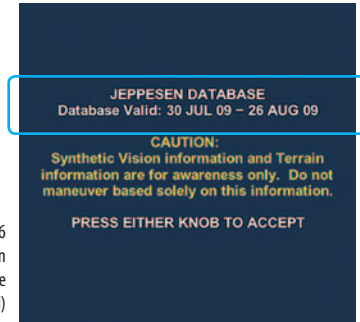 JEPPESEN DATABASE
Database Valid: 30 JUL 09 – 26 AUG 09
CAUTION:
Synthetic Vision information and Terrain
information are for awareness only. Do not
maneuver based solely on this information.
PRESS EITHER KNOB TO ACCEPT
6
n
e
)